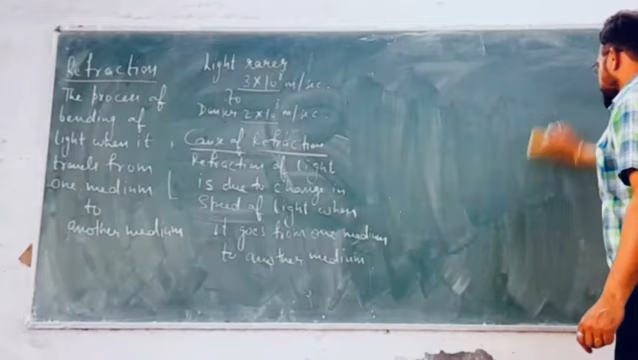 Refraction
The process of
bending of
light when it
travels from
one medium
to
another medium
Light rarer
3 × 10⁸ m/sec.
to
Denser 2 × 10⁸ m/sec.
Cause of Refraction
Refraction of light
is due to change in
Speed of light when
it goes from one medium
to another medium